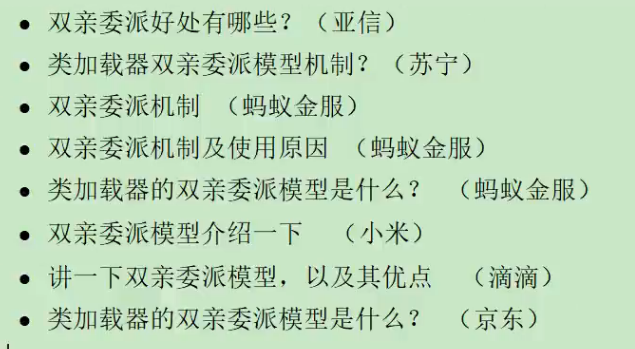 • 双亲委派好处有哪些？（亚信）
• 类加载器双亲委派模型机制？（苏宁）
• 双亲委派机制 （蚂蚁金服）
• 双亲委派机制及使用原因 （蚂蚁金服）
• 类加载器的双亲委派模型是什么？ （蚂蚁金服）
• 双亲委派模型介绍一下 （小米）
• 讲一下双亲委派模型，以及其优点 （滴滴）
• 类加载器的双亲委派模型是什么？ （京东）